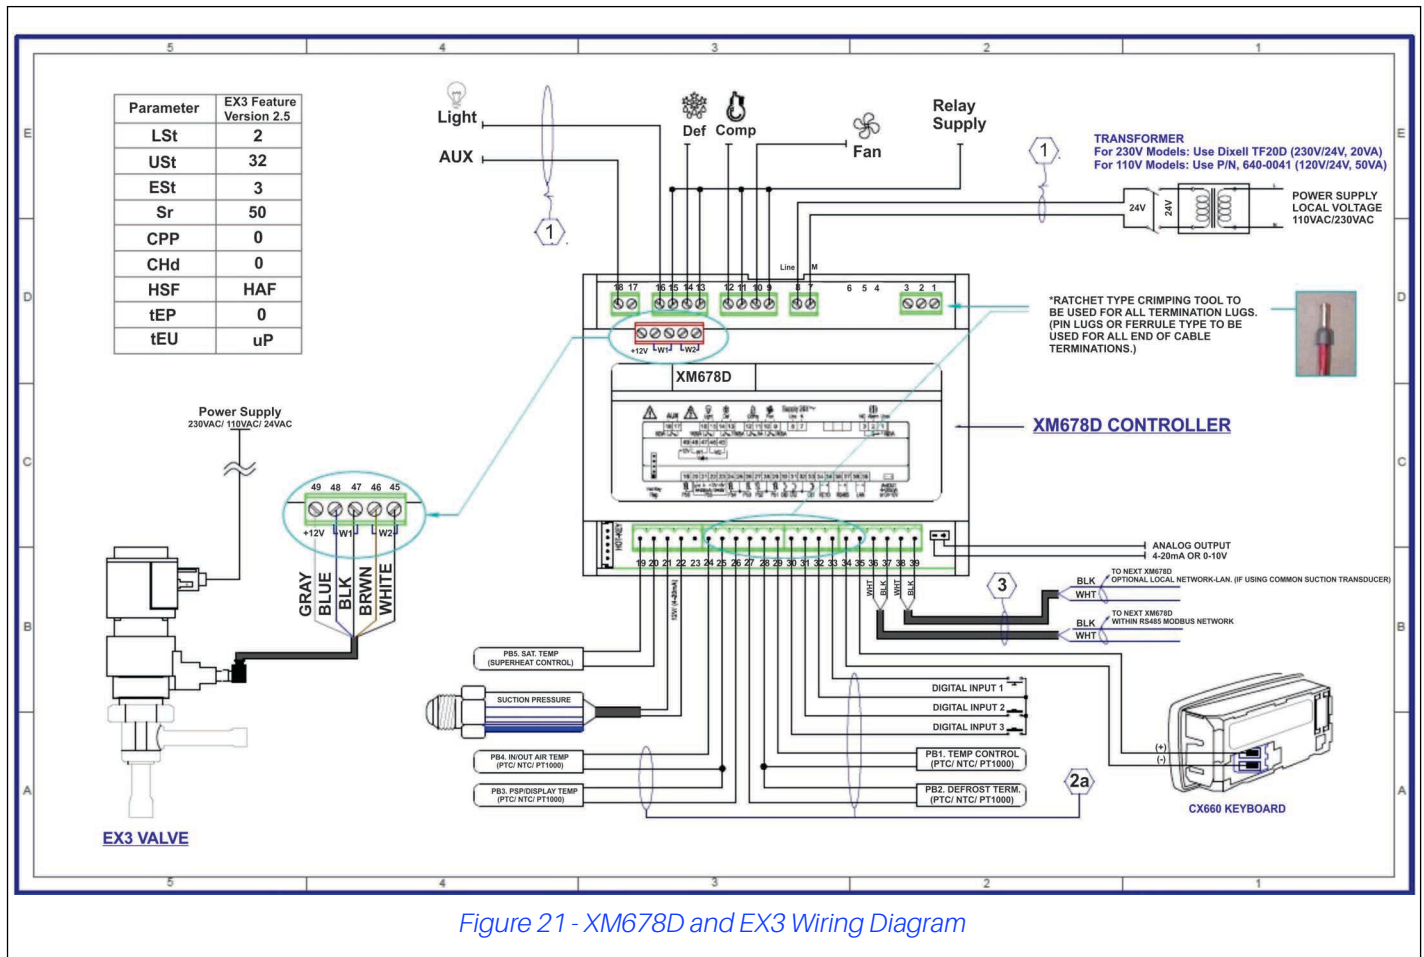 5 4 3 2 1
E
D
C
B
A
Parameter EX3 Feature Version 2.5
LSt 2
USt 32
ESt 3
Sr 50
CPP 0
CHd 0
HSF HAF
tEP 0
tEU uP
Light
AUX
Def
Comp
Fan
Relay
Supply
1
1
TRANSFORMER
For 230V Models: Use Dixell TF20D (230V/24V, 20VA)
For 110V Models: Use P/N, 640-0041 (120V/24V, 50VA)
24V
24V
POWER SUPPLY
LOCAL VOLTAGE
110VAC/230VAC
Line M
18 17 16 15 14 13 12 11 10 9 8 7 6 5 4 3 2 1
+12V W1 W2
*RATCHET TYPE CRIMPING TOOL TO
BE USED FOR ALL TERMINATION LUGS.
(PIN LUGS OR FERRULE TYPE TO BE
USED FOR ALL END OF CABLE
TERMINATIONS.)
XM678D
XM678D CONTROLLER
Power Supply
230VAC/ 110VAC/ 24VAC
49 48 47 46 45
+12V W1 W2
GRAY
BLUE
BLK
BRWN
WHITE
EX3 VALVE
HOT-KEY
19 20 21 22 23 24 25 26 27 28 29 30 31 32 33 34 35 36 37 38 39
12V/ (4-20mA)
WHT
BLK
WHT
BLK
ANALOG OUTPUT
4-20mA OR 0-10V
3
BLK
WHT
TO NEXT XM678D
OPTIONAL LOCAL NETWORK-LAN. (IF USING COMMON SUCTION TRANSDUCER)
BLK
WHT
TO NEXT XM678D
WITHIN RS485 MODBUS NETWORK
PB5. SAT. TEMP
(SUPERHEAT CONTROL)
SUCTION PRESSURE
PB4. IN/OUT AIR TEMP
(PTC/ NTC/ PT1000)
PB3. PSP/DISPLAY TEMP
(PTC/ NTC/ PT1000)
DIGITAL INPUT 1
DIGITAL INPUT 2
DIGITAL INPUT 3
PB1. TEMP CONTROL
(PTC/ NTC/ PT1000)
PB2. DEFROST TERM.
(PTC/ NTC/ PT1000)
2a
(+)
(-)
CX660 KEYBOARD
E
D
C
B
A
5 4 3 2 1
Figure 21 - XM678D and EX3 Wiring Diagram